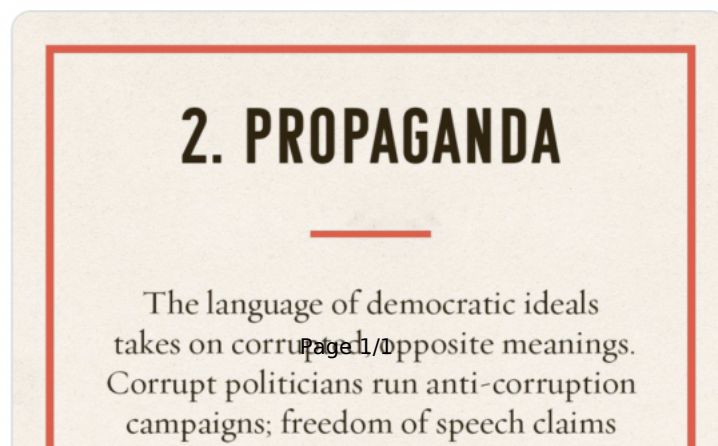 2. PROPAGANDA
The language of democratic ideals
takes on corrupted, opposite meanings.
Page 1/1
Corrupt politicians run anti-corruption
campaigns; freedom of speech claims